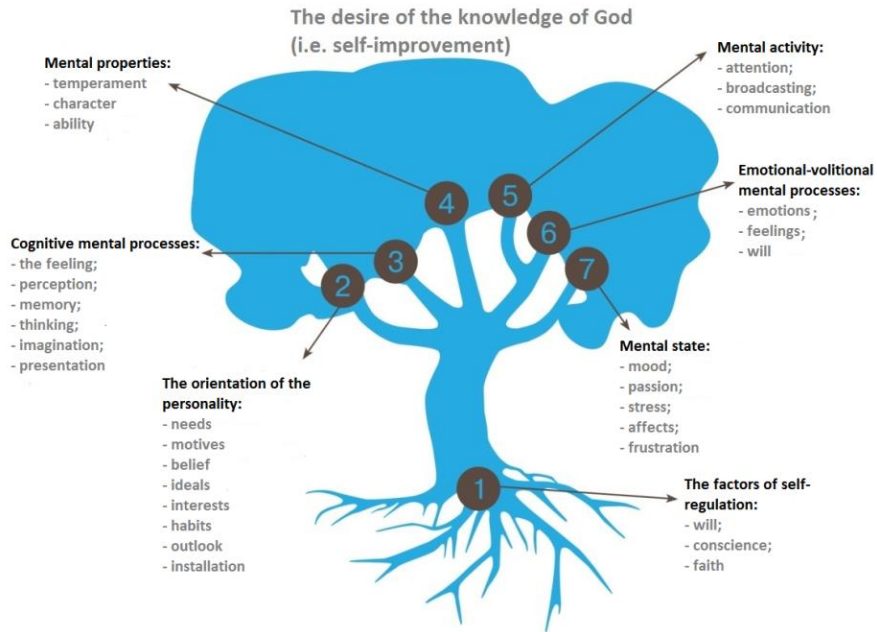 The desire of the knowledge of God
(i.e. self-improvement)
Mental properties:
- temperament
- character
- ability
Mental activity:
- attention;
- broadcasting;
- communication
Emotional-volitional
mental processes:
- emotions;
- feelings;
- will
Cognitive mental processes:
- the feeling;
- perception;
- memory;
- thinking;
- imagination;
- presentation
4
5
6
3
2
7
Mental state:
- mood;
- passion;
- stress;
- affects;
- frustration
The orientation of the
personality:
- needs
- motives
- belief
- ideals
- interests
- habits
- outlook
- installation
1
The factors of self-
regulation:
- will;
- conscience;
- faith